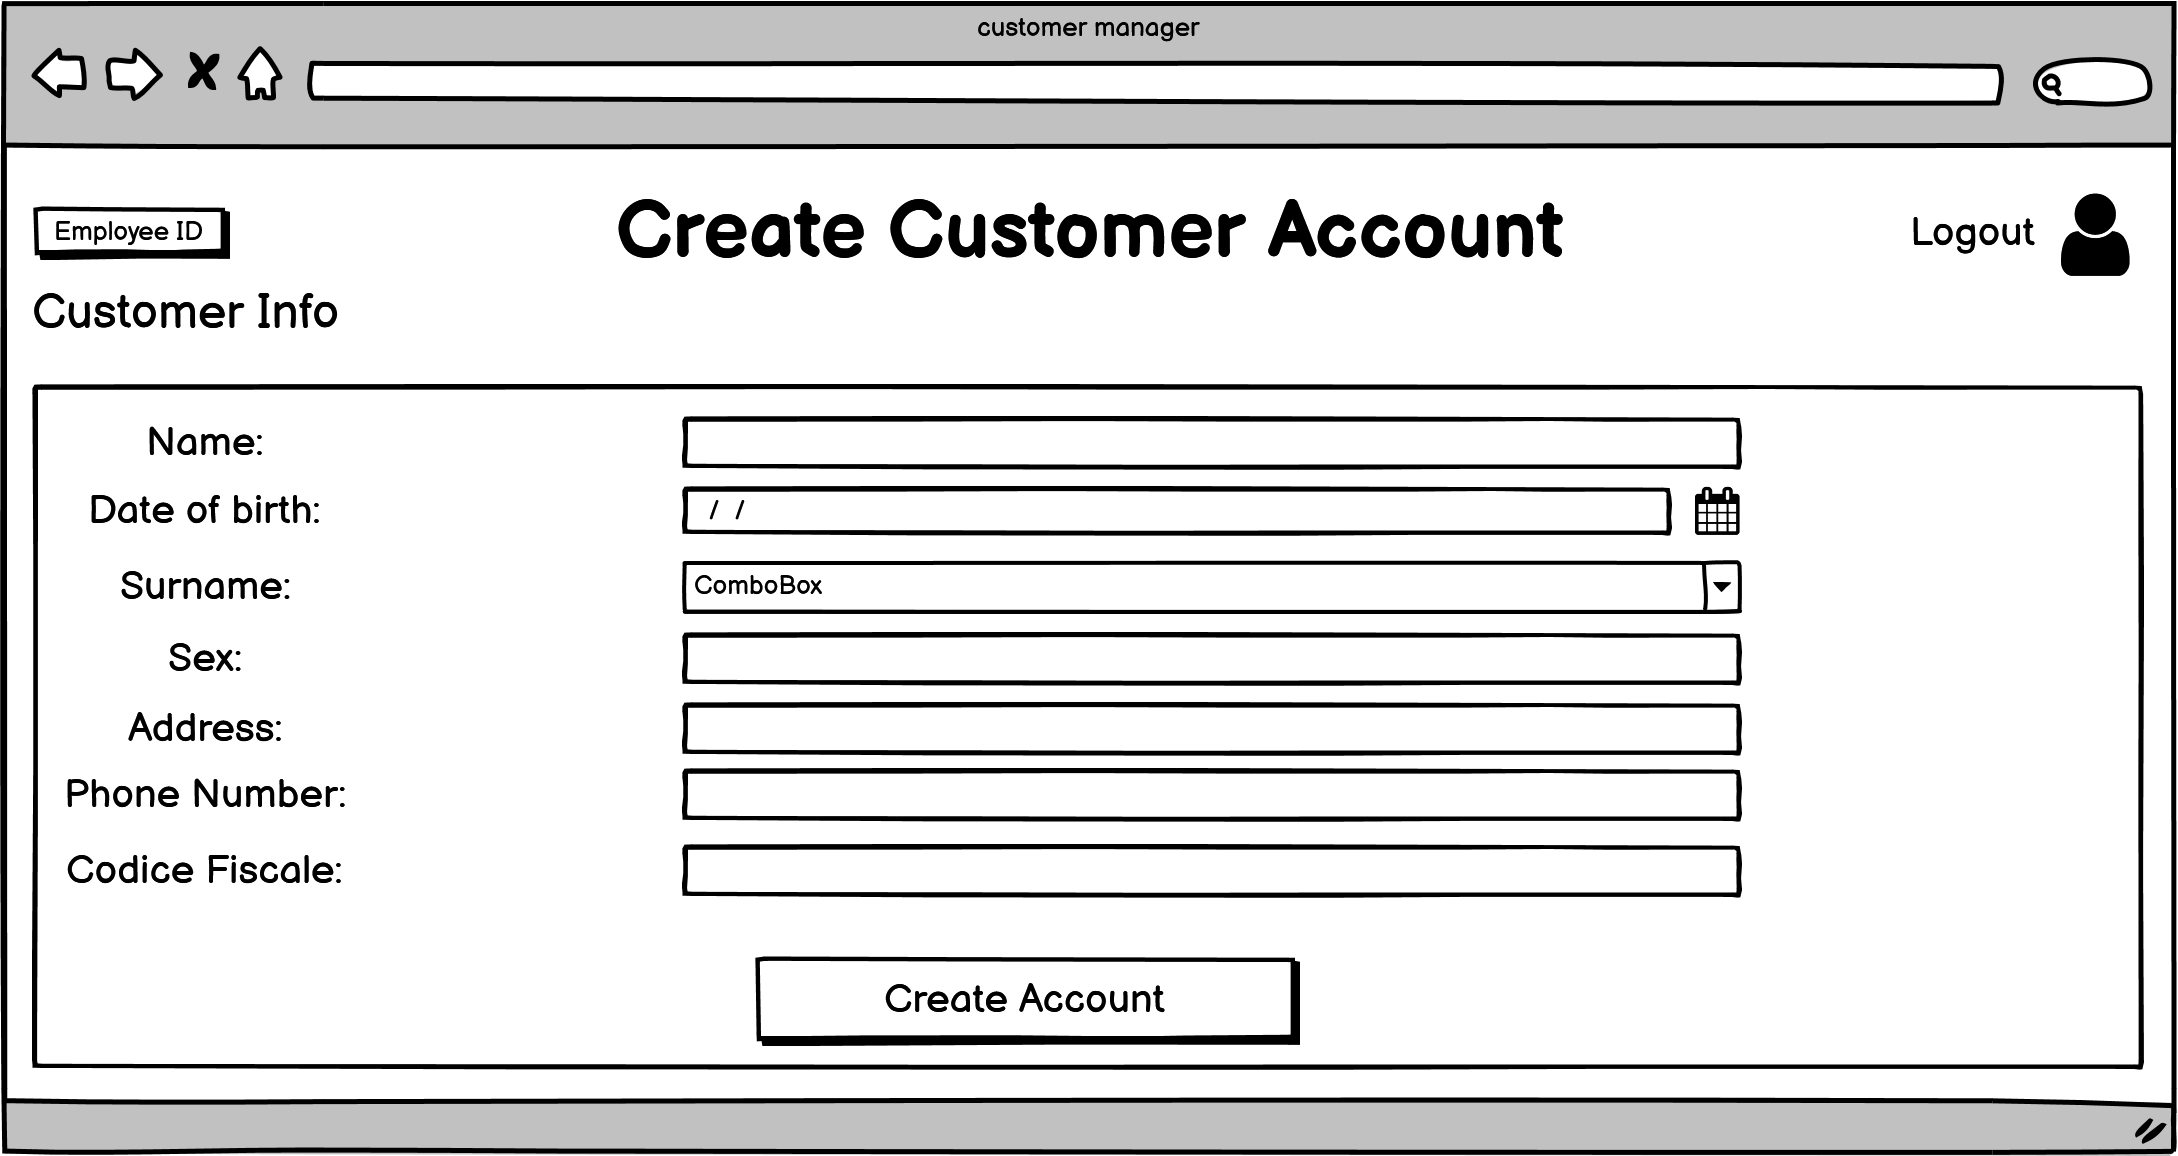 customer manager
Employee ID
Create Customer Account
Logout
Customer Info
Name:
Date of birth:
/ /
Surname:
ComboBox
Sex:
Address:
Phone Number:
Codice Fiscale:
Create Account